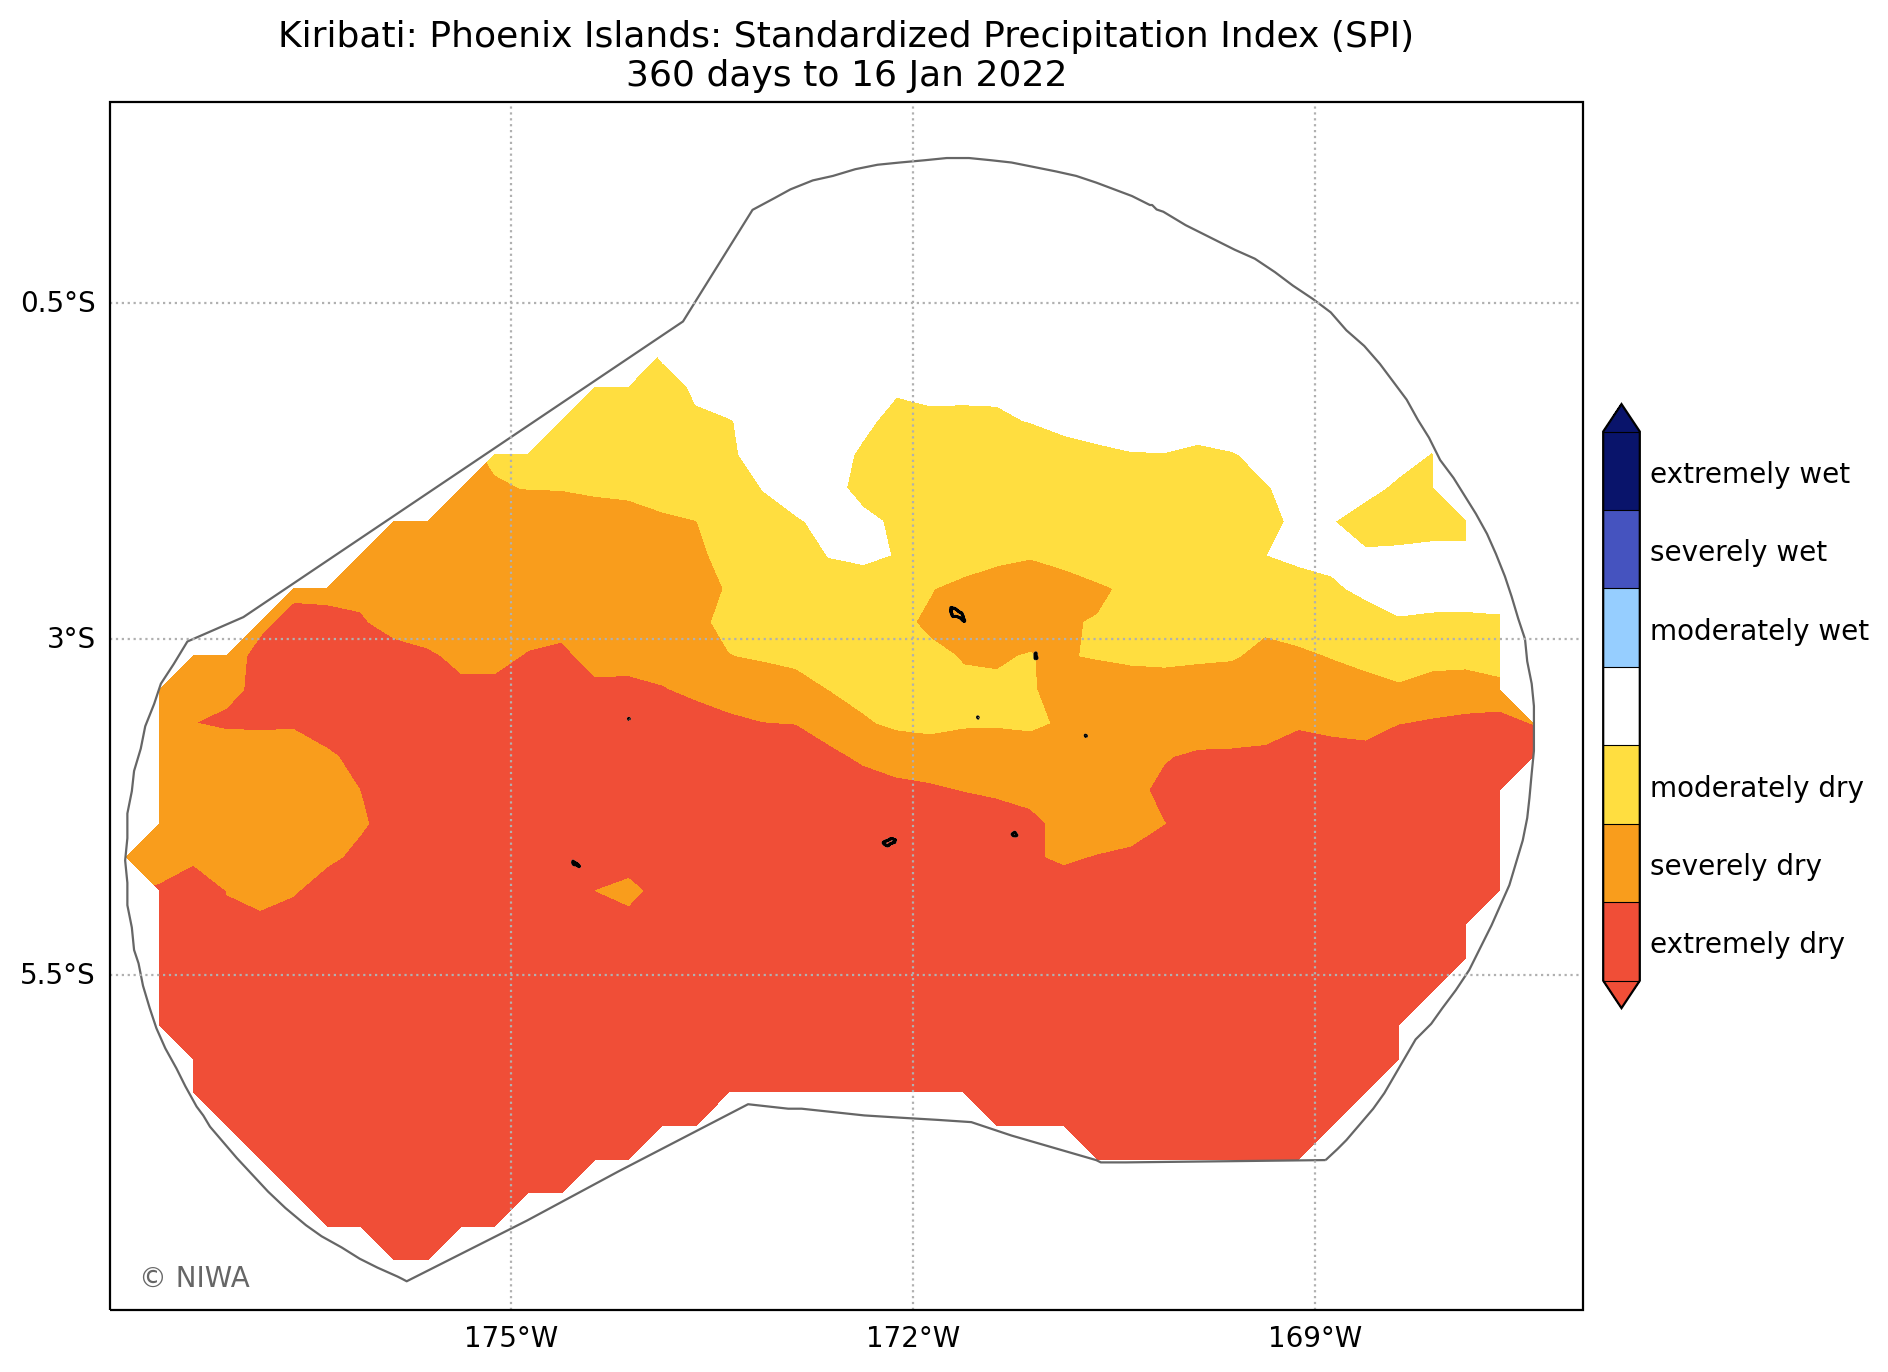 Kiribati: Phoenix Islands: Standardized Precipitation Index (SPI)
360 days to 16 Jan 2022
0.5°S
3°S
5.5°S
175°W
172°W
169°W
extremely wet
severely wet
moderately wet
moderately dry
severely dry
extremely dry
© NIWA